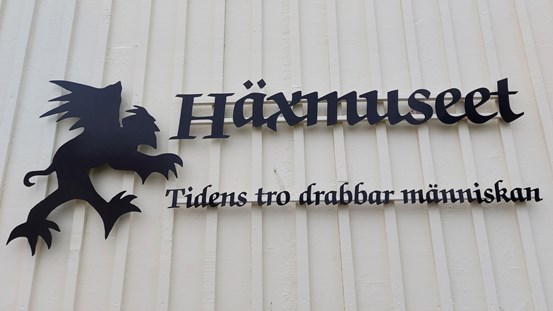 Häxmuseet
Tidens tro drabbar människan